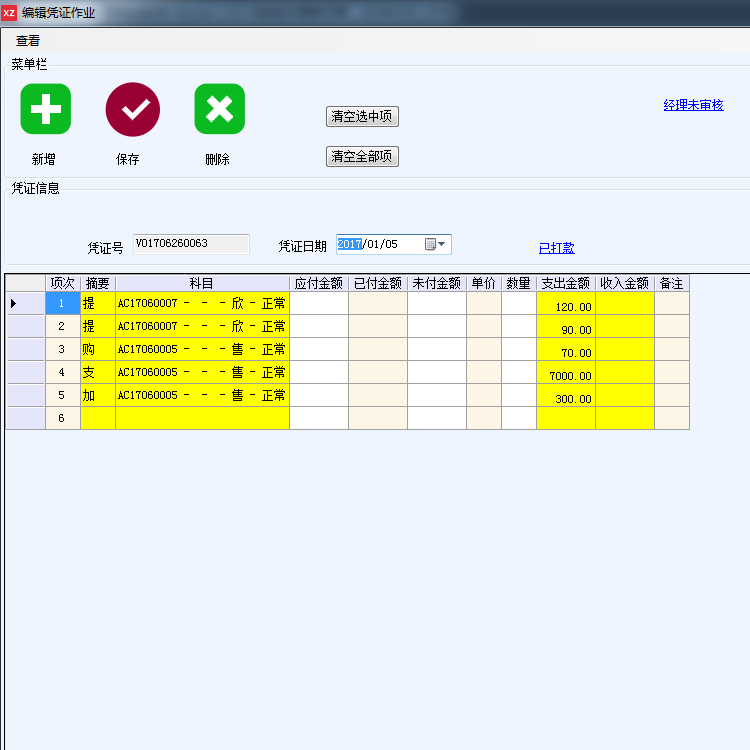 XZ 编辑凭证作业
查看
菜单栏
新增 保存 删除
清空选中项
清空全部项
经理未审核
凭证信息
凭证号 V01706260063 凭证日期 2017/01/05 已打款
项次 摘要 科目 应付金额 已付金额 未付金额 单价 数量 支出金额 收入金额 备注
1 提 AC17060007 - - - 欣 - 正常 120.00
2 提 AC17060007 - - - 欣 - 正常 90.00
3 购 AC17060005 - - - 售 - 正常 70.00
4 支 AC17060005 - - - 售 - 正常 7000.00
5 加 AC17060005 - - - 售 - 正常 300.00
6